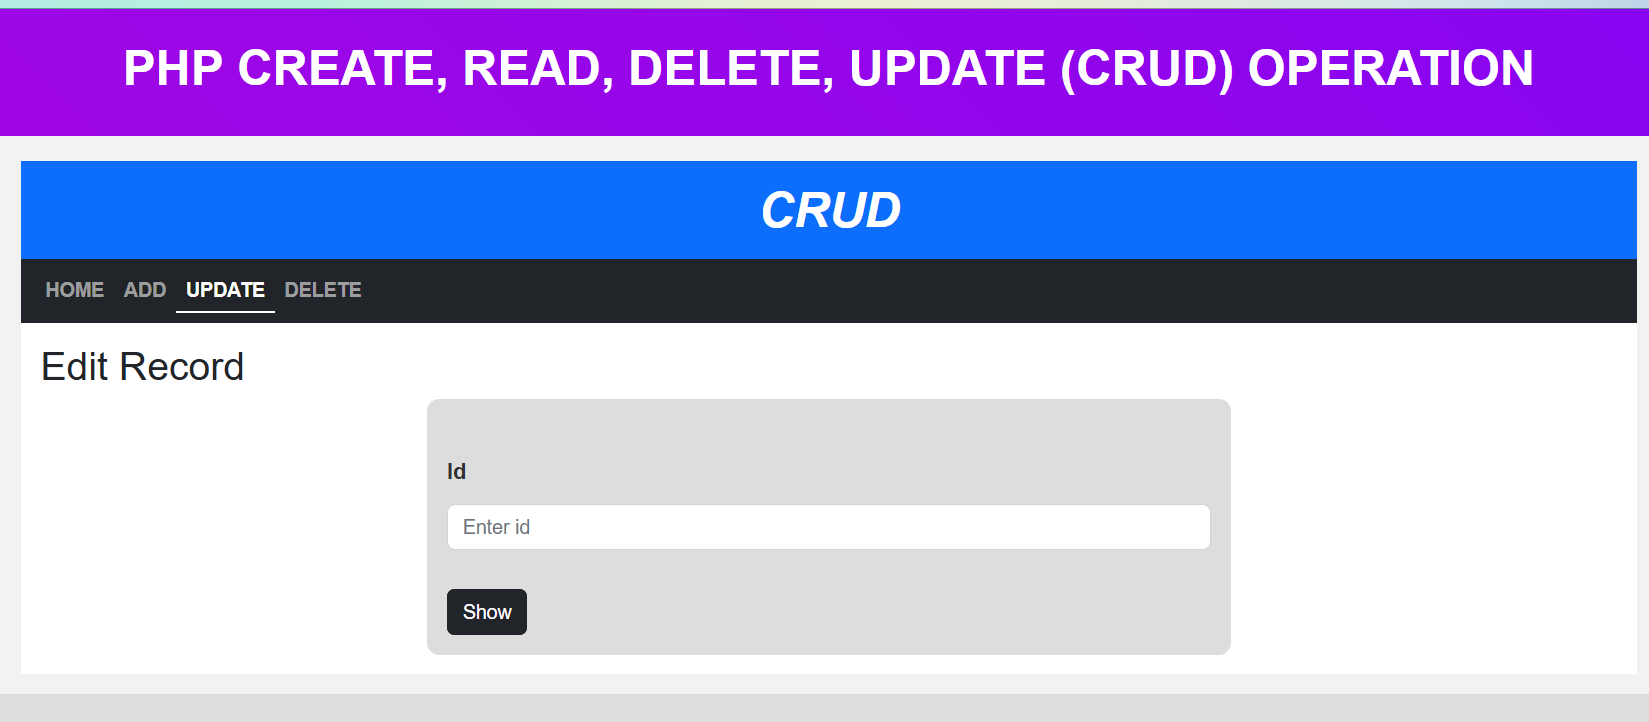 PHP CREATE, READ, DELETE, UPDATE (CRUD) OPERATION
CRUD
HOME ADD UPDATE DELETE
Edit Record
Id
Enter id
Show